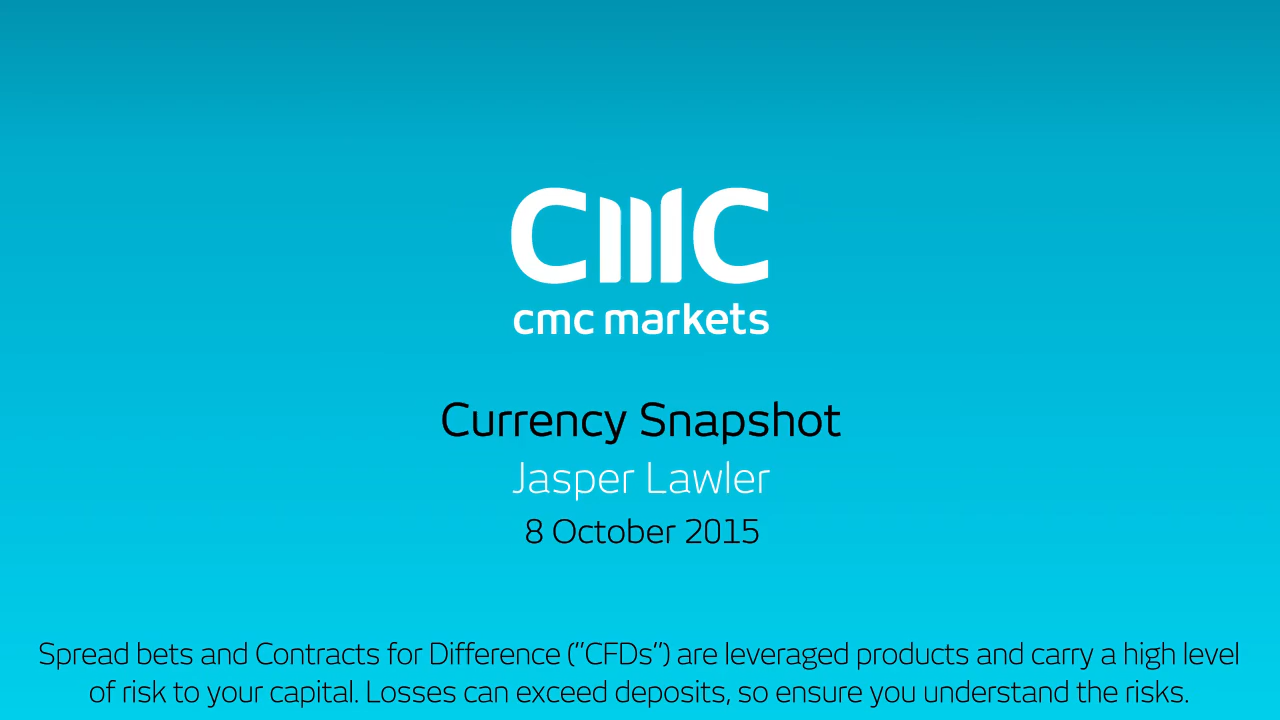 CMC
cmc markets
Currency Snapshot
Jasper Lawler
8 October 2015
Spread bets and Contracts for Difference (“CFDs”) are leveraged products and carry a high level
of risk to your capital. Losses can exceed deposits, so ensure you understand the risks.